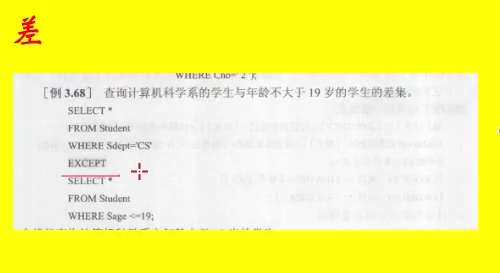 差
WHERE Cno='2');
[例 3.68] 查询计算机科学系的学生与年龄不大于 19 岁的学生的差集。
SELECT *
FROM Student
WHERE Sdept='CS'
EXCEPT
SELECT *
FROM Student
WHERE Sage <=19;